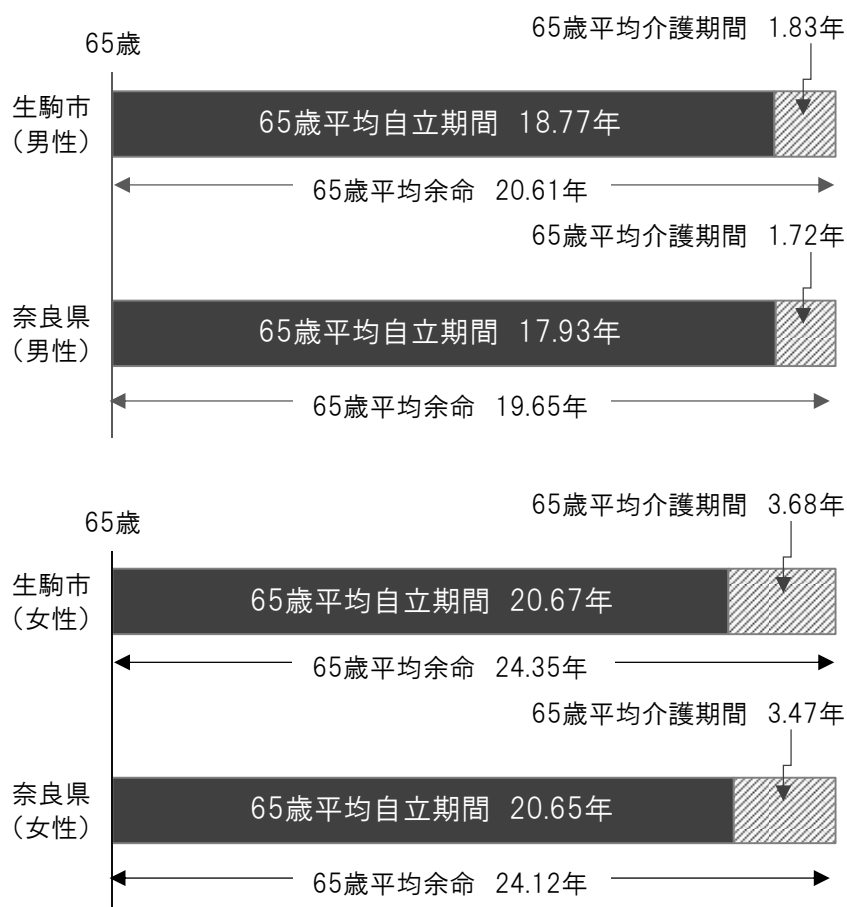 65歳平均介護期間 1.83年
65歳
生駒市
（男性）
65歳平均自立期間 18.77年
65歳平均余命 20.61年
65歳平均介護期間 1.72年
奈良県
（男性）
65歳平均自立期間 17.93年
65歳平均余命 19.65年
65歳平均介護期間 3.68年
65歳
生駒市
（女性）
65歳平均自立期間 20.67年
65歳平均余命 24.35年
65歳平均介護期間 3.47年
奈良県
（女性）
65歳平均自立期間 20.65年
65歳平均余命 24.12年